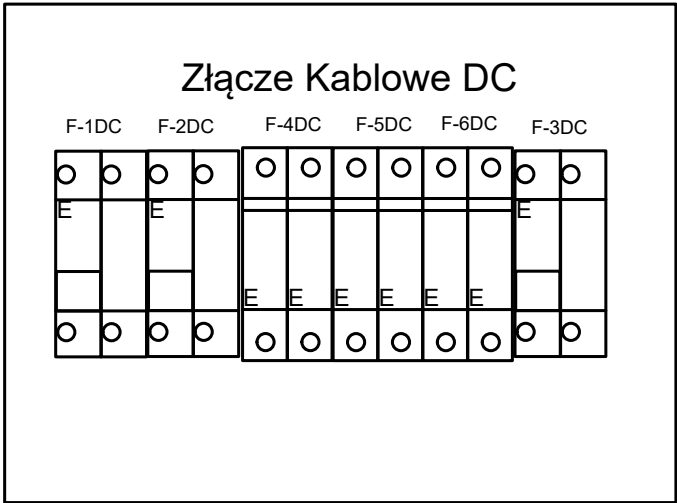 Złącze Kablowe DC
F-1DC F-2DC F-4DC F-5DC F-6DC F-3DC
E E E
E E E E E E